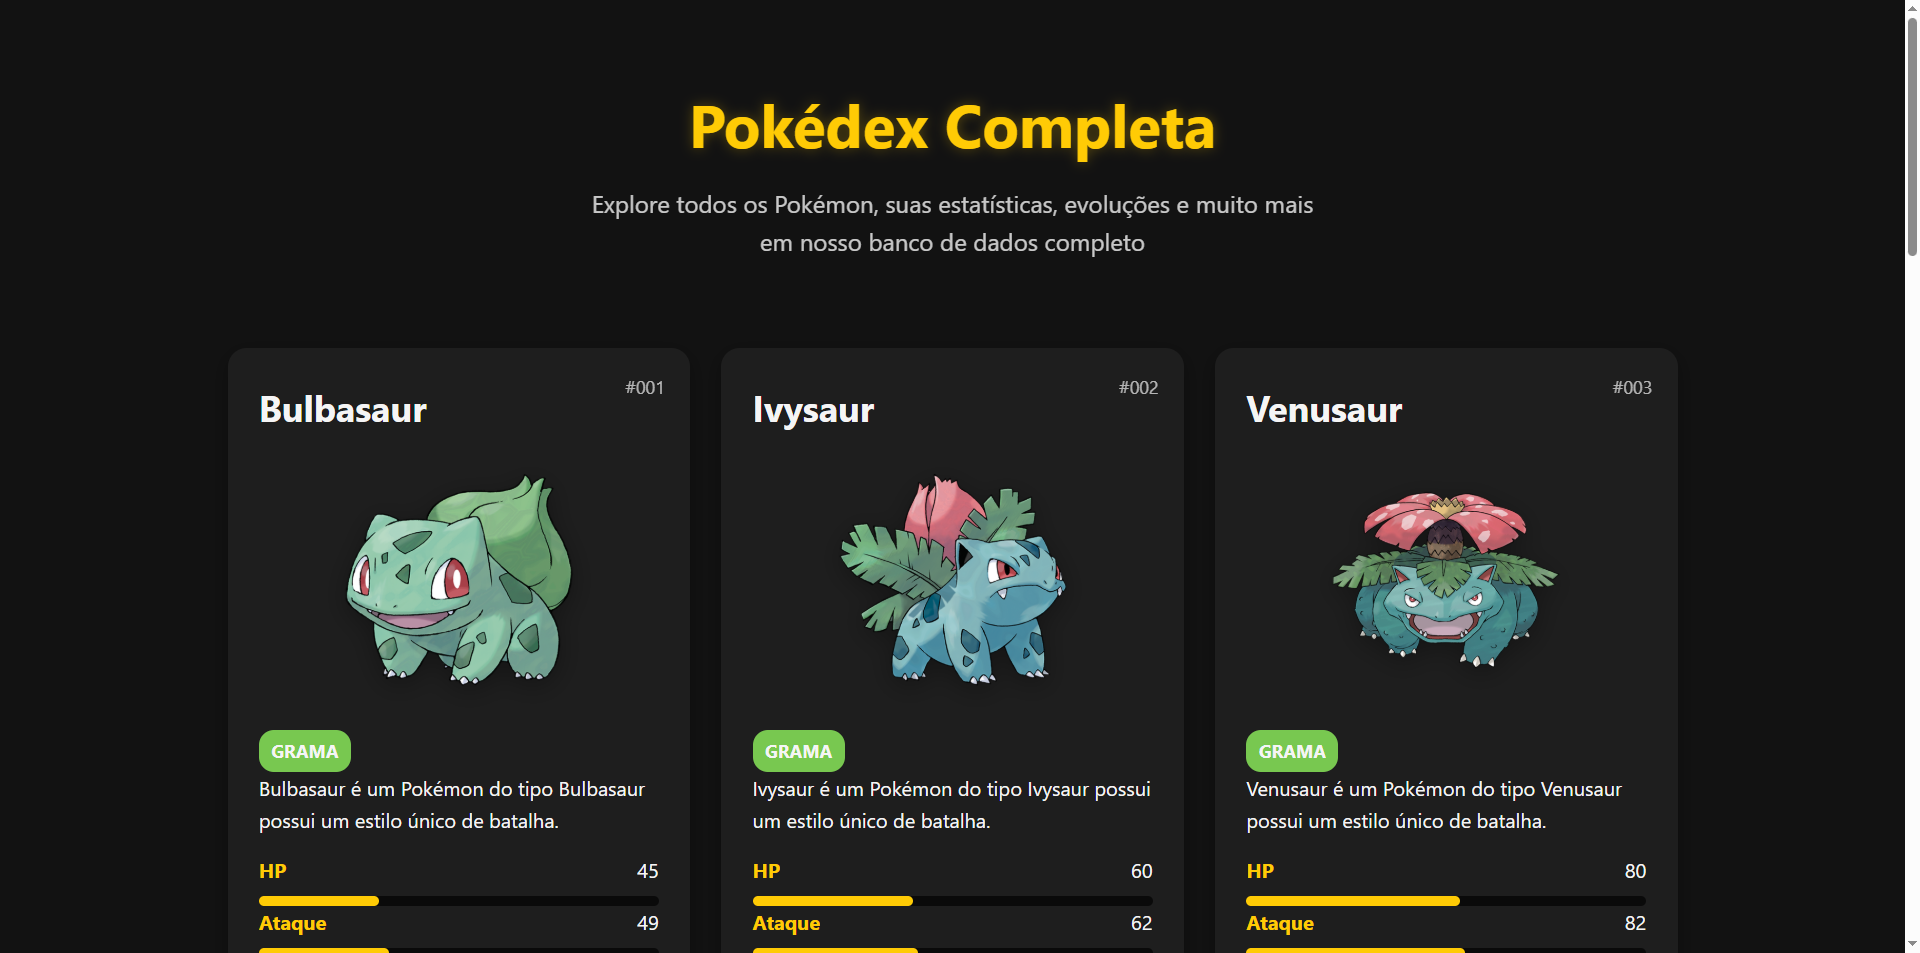 Pokédex Completa
Explore todos os Pokémon, suas estatísticas, evoluções e muito mais
em nosso banco de dados completo
#001
Bulbasaur
GRAMA
Bulbasaur é um Pokémon do tipo Bulbasaur
possui um estilo único de batalha.
HP 45
Ataque 49
#002
Ivysaur
GRAMA
Ivysaur é um Pokémon do tipo Ivysaur possui
um estilo único de batalha.
HP 60
Ataque 62
#003
Venusaur
GRAMA
Venusaur é um Pokémon do tipo Venusaur
possui um estilo único de batalha.
HP 80
Ataque 82